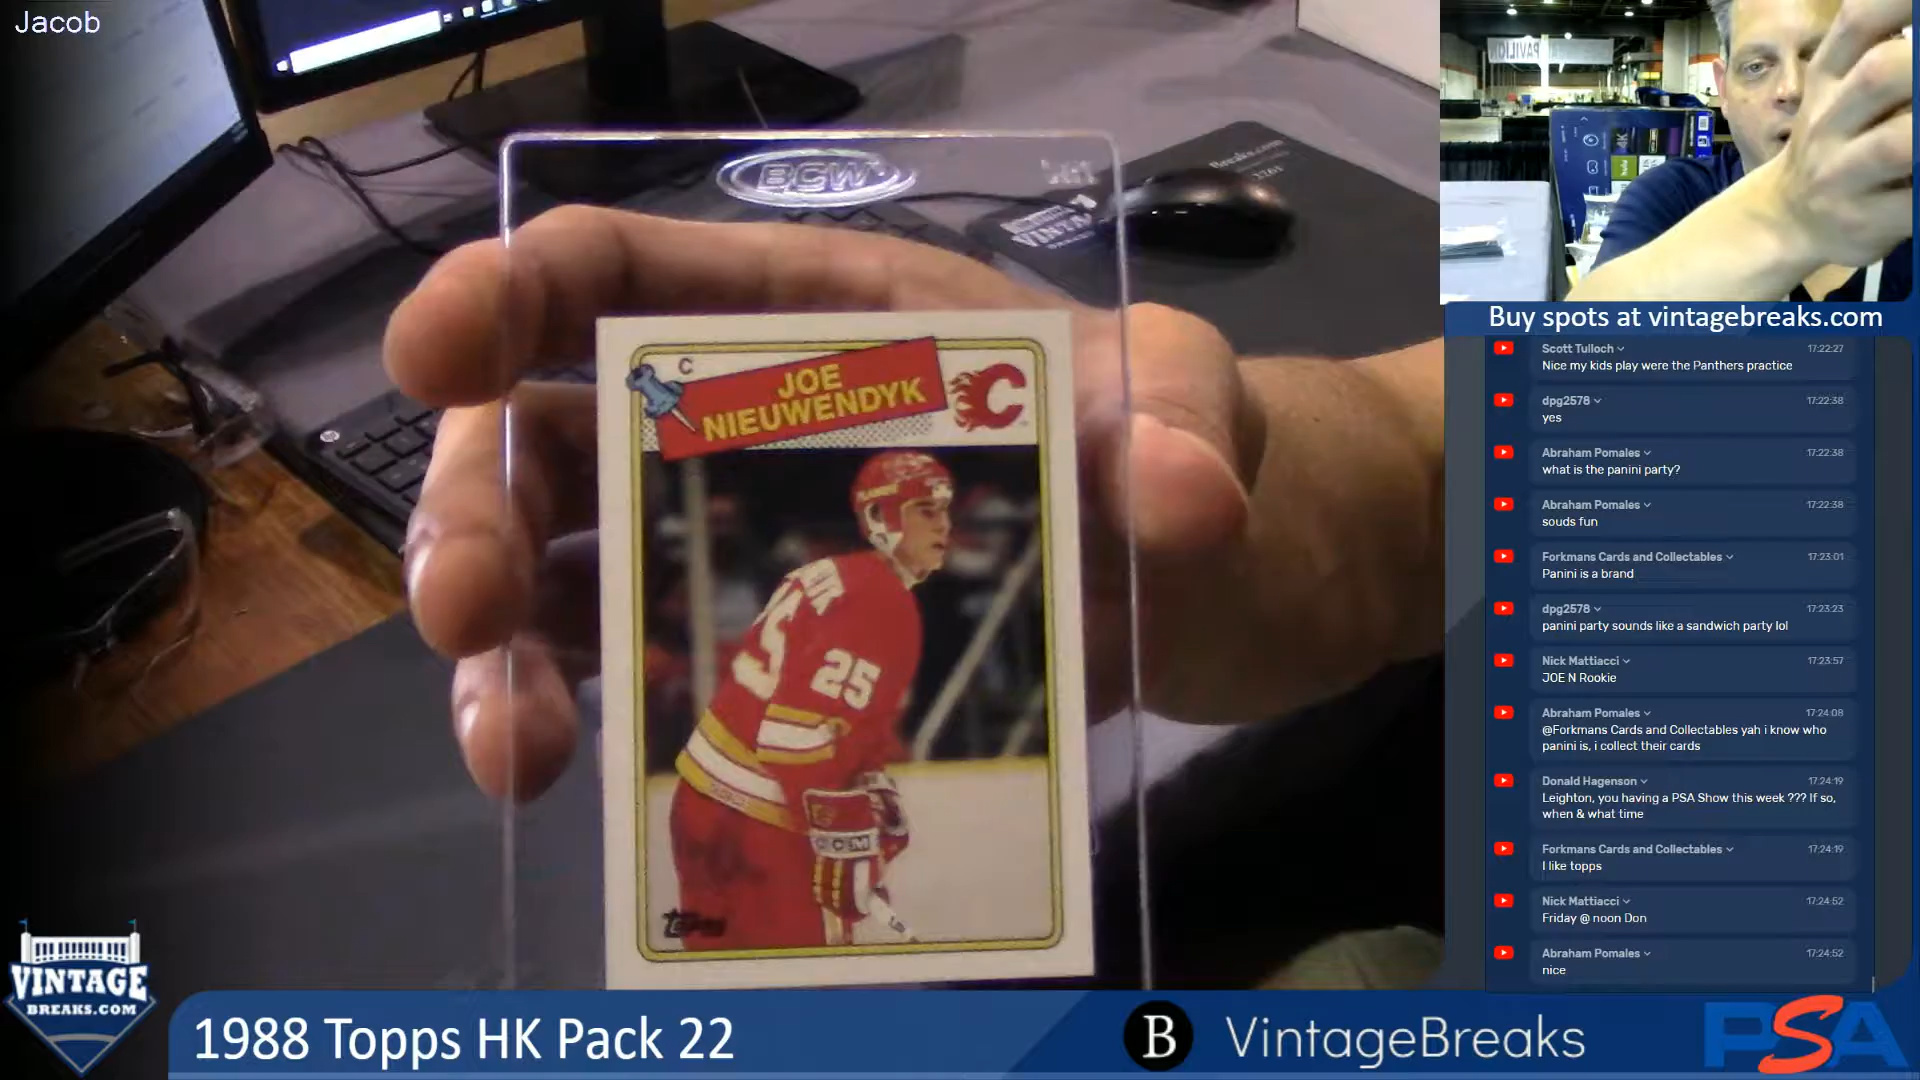 Jacob
BCW
Breaks.com
VINTAGE
C
JOE
NIEUWENDYK
C
25
25
CCM
TOPPS
PAVILION
4K
hulu
Buy spots at vintagebreaks.com
Scott Tulloch 17:22:27
Nice my kids play were the Panthers practice
dpg2578 17:22:38
yes
Abraham Pomales 17:22:38
what is the panini party?
Abraham Pomales 17:22:38
souds fun
Forkmans Cards and Collectables 17:23:01
Panini is a brand
dpg2578 17:23:23
panini party sounds like a sandwich party lol
Nick Mattiacci 17:23:57
JOE N Rookie
Abraham Pomales 17:24:08
@Forkmans Cards and Collectables yah i know who
panini is, i collect their cards
Donald Hagenson 17:24:19
Leighton, you having a PSA Show this week ??? If so,
when & what time
Forkmans Cards and Collectables 17:24:19
I like topps
Nick Mattiacci 17:24:52
Friday @ noon Don
Abraham Pomales 17:24:52
nice
VINTAGE
BREAKS.COM
1988 Topps HK Pack 22
B VintageBreaks
PSA